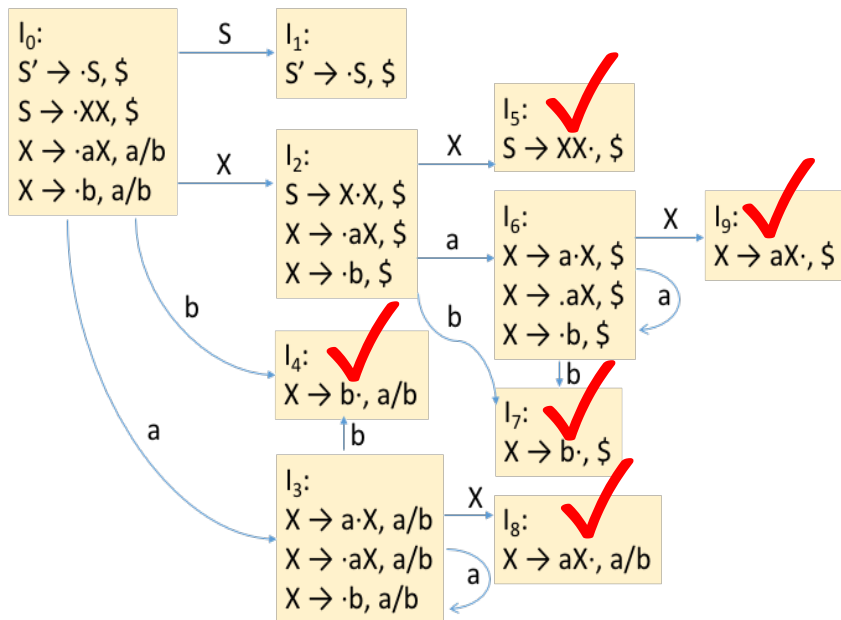 I₀:
S′ → ·S, $
S → ·XX, $
X → ·aX, a/b
X → ·b, a/b
S
I₁:
S′ → ·S, $
X
I₂:
S → X·X, $
X → ·aX, $
X → ·b, $
X
I₅:
S → XX·, $
a
I₆:
X → a·X, $
X → .aX, $
X → ·b, $
X
I₉:
X → aX·, $
a
b
b
I₄:
X → b·, a/b
b
I₇:
X → b·, $
a
b
I₃:
X → a·X, a/b
X → ·aX, a/b
X → ·b, a/b
X
I₈:
X → aX·, a/b
a